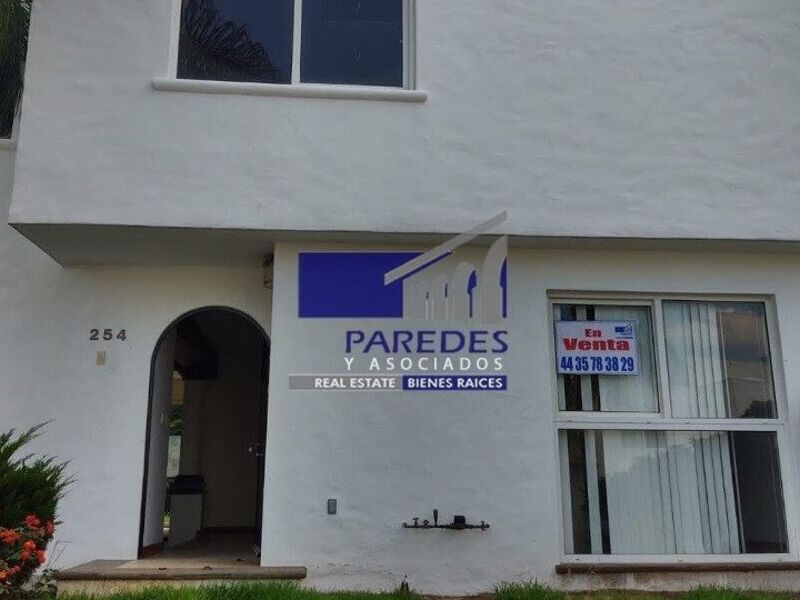 254
PAREDES
Y ASOCIADOS
REAL ESTATE BIENES RAICES
En
Venta
44 35 78 38 29